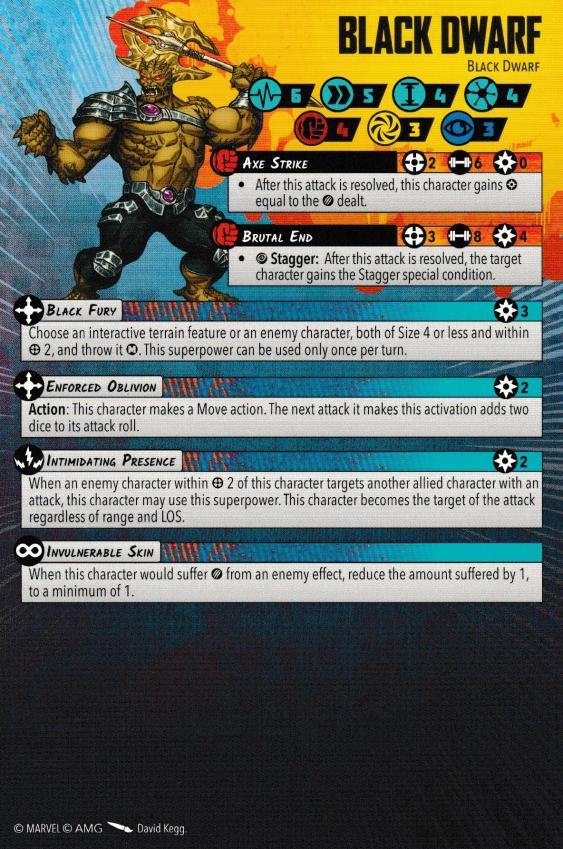 BLACK DWARF
BLACK DWARF
6 5 4 4
4 3 3
AXE STRIKE 2 6 0
• After this attack is resolved, this character gains
equal to the dealt.
BRUTAL END 3 8 4
• Stagger: After this attack is resolved, the target
character gains the Stagger special condition.
BLACK FURY 3
Choose an interactive terrain feature or an enemy character, both of Size 4 or less and within
2, and throw it M. This superpower can be used only once per turn.
ENFORCED OBLIVION 2
Action: This character makes a Move action. The next attack it makes this activation adds two
dice to its attack roll.
INTIMIDATING PRESENCE 2
When an enemy character within 2 of this character targets another allied character with an
attack, this character may use this superpower. This character becomes the target of the attack
regardless of range and LOS.
INVULNERABLE SKIN
When this character would suffer from an enemy effect, reduce the amount suffered by 1,
to a minimum of 1.
© MARVEL © AMG David Kegg.